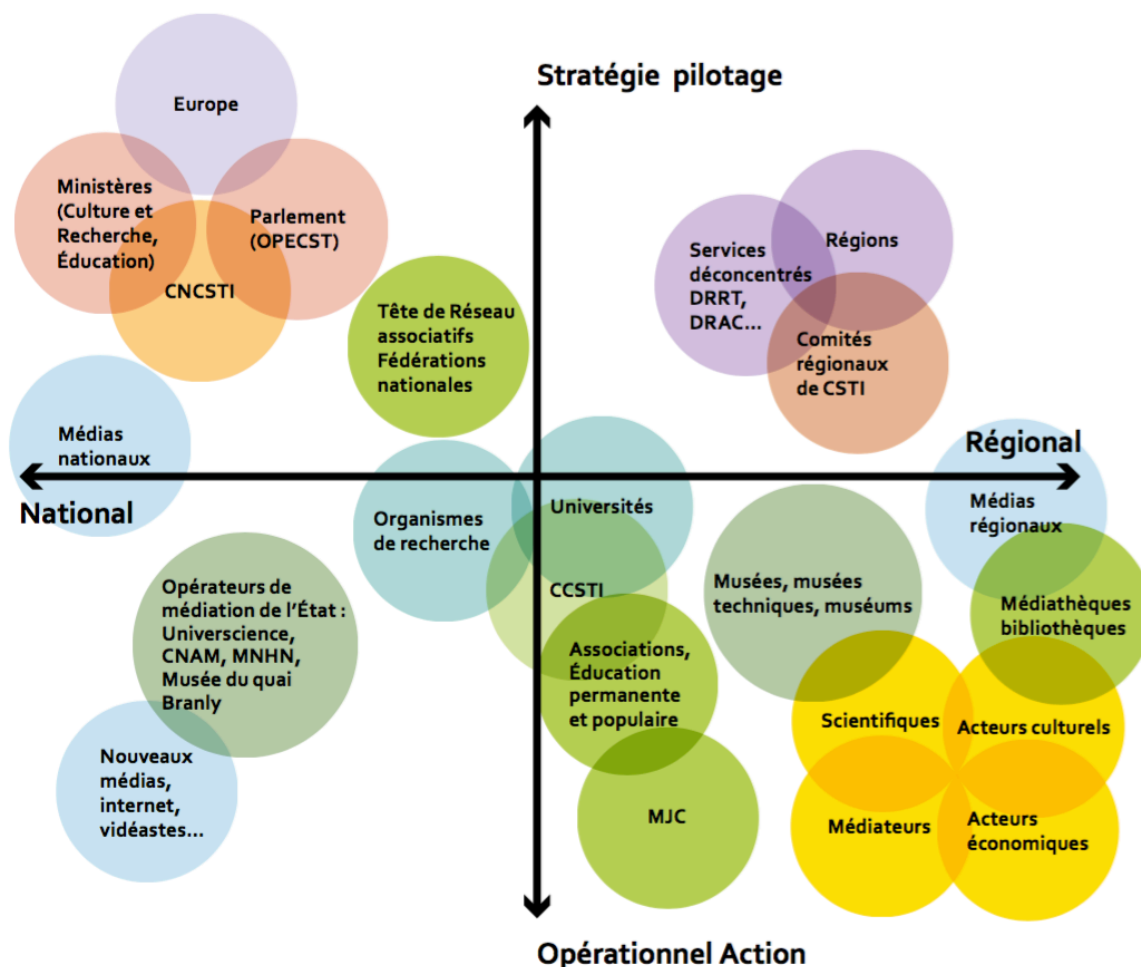 Stratégie pilotage
Europe
Ministères
(Culture et
Recherche,
Éducation)
Parlement
(OPECST)
CNCSTI
Tête de Réseau
associatifs
Fédérations
nationales
Services
déconcentrés
DRRT,
DRAC...
Régions
Comités
régionaux
de CSTI
Médias
nationaux
Régional
National
Organismes
de recherche
Universités
Médias
régionaux
Opérateurs de
médiation de l’État :
Universcience,
CNAM, MNHN,
Musée du quai
Branly
CCSTI
Musées, musées
techniques, muséums
Médiathèques
bibliothèques
Associations,
Éducation
permanente
et populaire
Scientifiques
Acteurs culturels
Nouveaux
médias,
internet,
vidéastes...
MJC
Médiateurs
Acteurs
économiques
Opérationnel Action